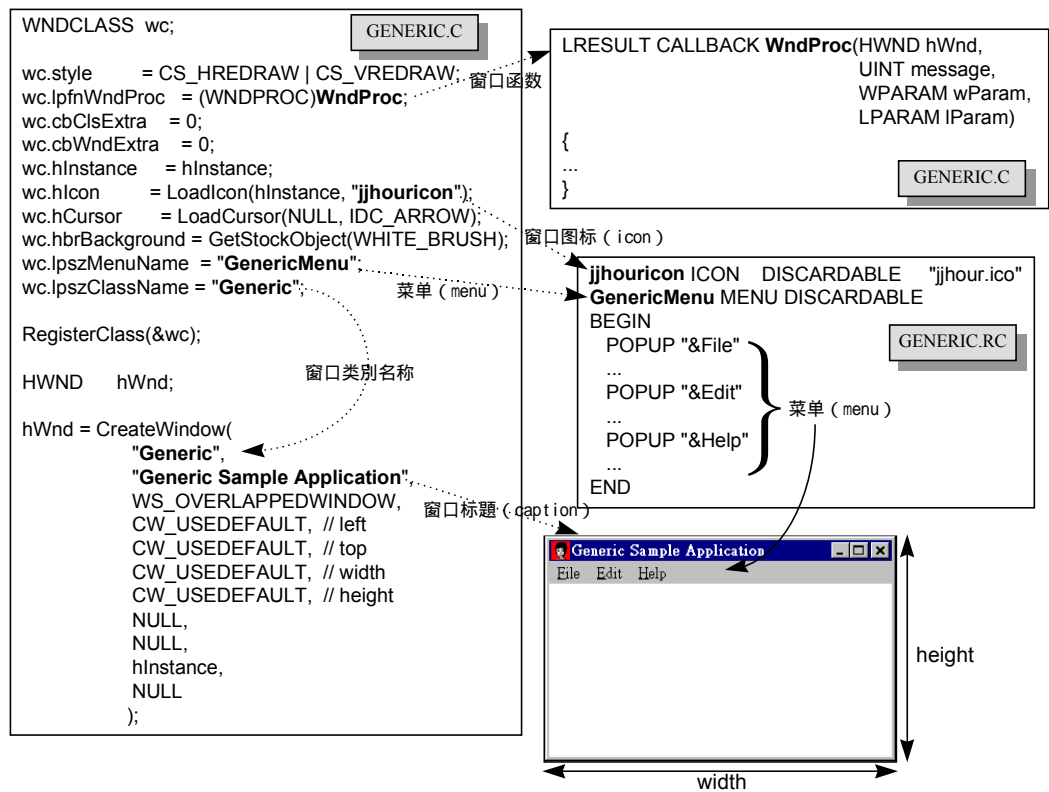 WNDCLASS wc;
GENERIC.C
wc.style = CS_HREDRAW | CS_VREDRAW;
wc.lpfnWndProc = (WNDPROC)WndProc;
wc.cbClsExtra = 0;
wc.cbWndExtra = 0;
wc.hInstance = hInstance;
wc.hIcon = LoadIcon(hInstance, "jjhouricon");
wc.hCursor = LoadCursor(NULL, IDC_ARROW);
wc.hbrBackground = GetStockObject(WHITE_BRUSH);
wc.lpszMenuName = "GenericMenu";
wc.lpszClassName = "Generic";
RegisterClass(&wc);
HWND hWnd;
hWnd = CreateWindow(
"Generic",
"Generic Sample Application",
WS_OVERLAPPEDWINDOW,
CW_USEDEFAULT, // left
CW_USEDEFAULT, // top
CW_USEDEFAULT, // width
CW_USEDEFAULT, // height
NULL,
NULL,
hInstance,
NULL
);
窗口函数
窗口图标（icon）
菜单（menu）
窗口类别名称
窗口标题（caption）
LRESULT CALLBACK WndProc(HWND hWnd,
UINT message,
WPARAM wParam,
LPARAM lParam)
{
...
}
GENERIC.C
jjhouricon ICON DISCARDABLE "jjhour.ico"
GenericMenu MENU DISCARDABLE
BEGIN
POPUP "&File"
...
POPUP "&Edit"
...
POPUP "&Help"
...
END
GENERIC.RC
菜单（menu）
Generic Sample Application
File Edit Help
height
width